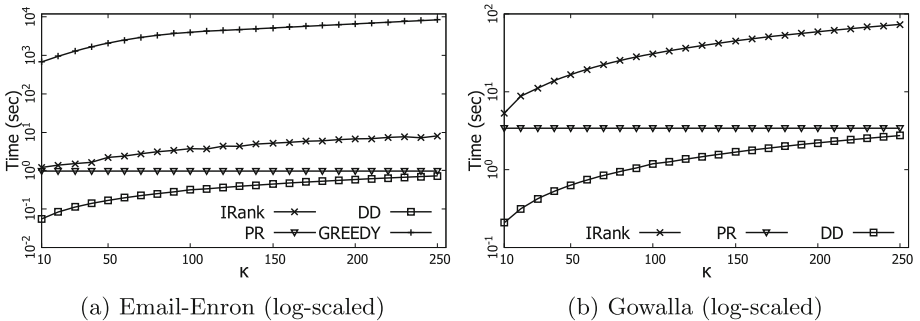 10^4
10^3
10^2
10^1
10^0
10^-1
10^-2
Time (sec)
IRank DD
PR GREEDY
10 50 100 150 200 250
K
(a) Email-Enron (log-scaled)
10^2
10^1
10^0
10^-1
Time (sec)
IRank PR DD
10 50 100 150 200 250
K
(b) Gowalla (log-scaled)